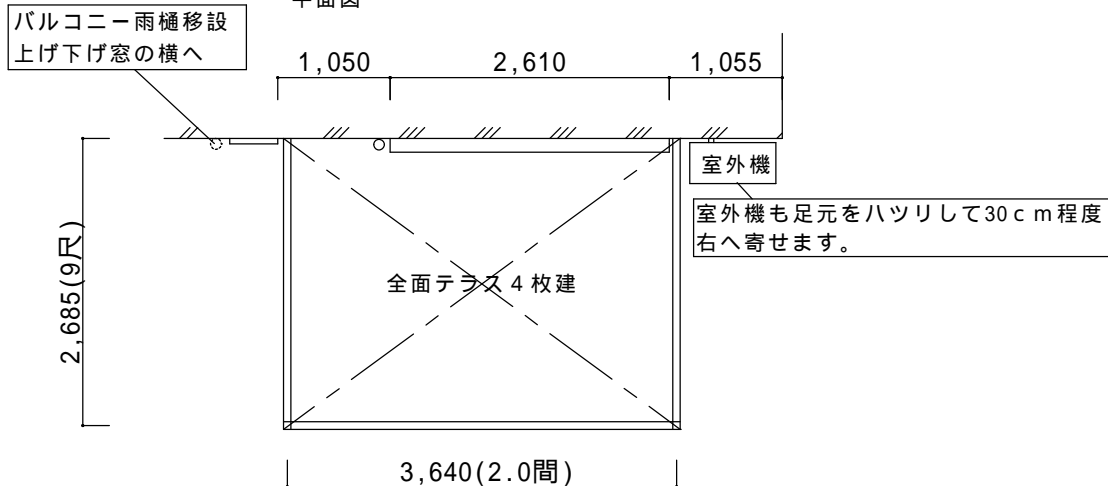 バルコニー雨樋移設
上げ下げ窓の横へ
1,050
2,610
1,055
室外機
室外機も足元をハツリして30ｃｍ程度
右へ寄せます。
2,685(9尺)
全面テラス４枚建
3,640(2.0間)